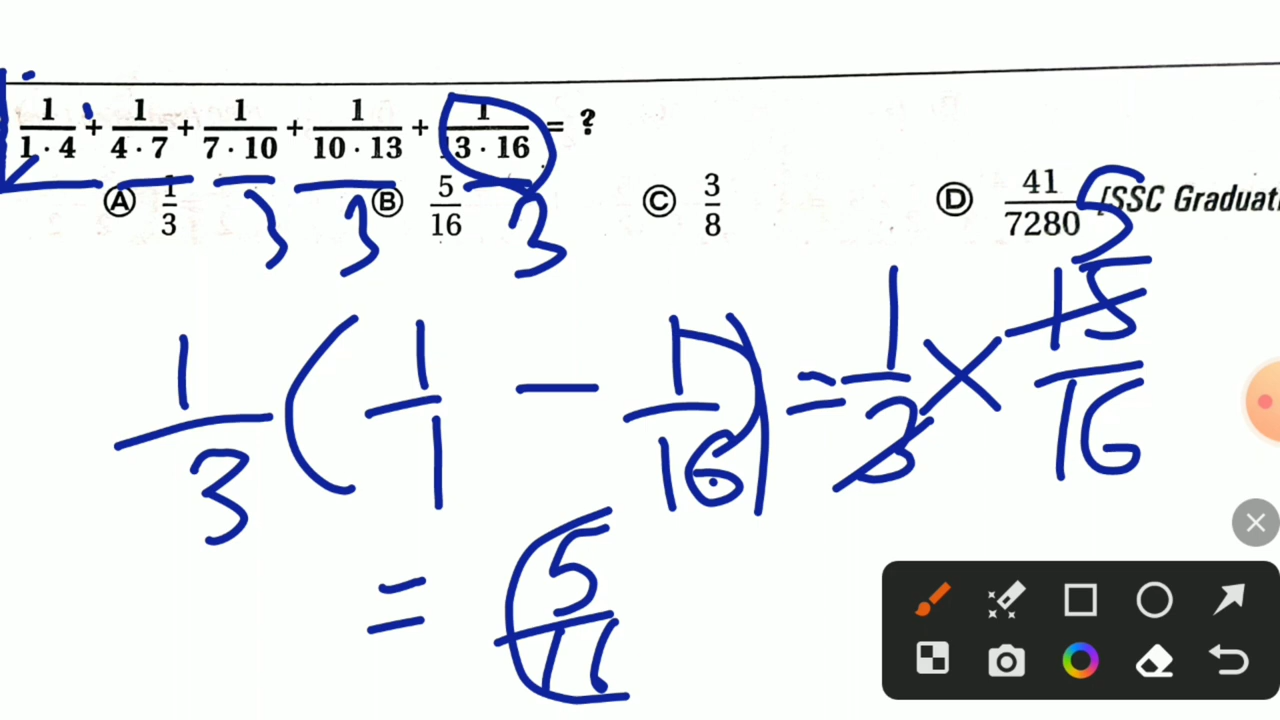 1/(1·4) + 1/(4·7) + 1/(7·10) + 1/(10·13) + 1/(13·16) = ?
Ⓐ 1/3 Ⓑ 5/16 Ⓒ 3/8 Ⓓ 41/7280 [SSC Graduati
3 3 3
1/3 (1/1 − 1/16) = 1/3 × 15/16 5
= 5/16